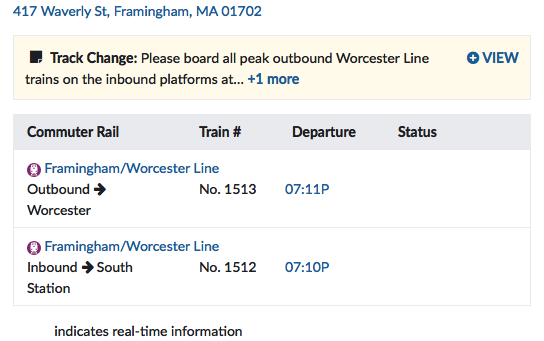 417 Waverly St, Framingham, MA 01702
Track Change: Please board all peak outbound Worcester Line
trains on the inbound platforms at... +1 more
VIEW
Commuter Rail Train # Departure Status
Framingham/Worcester Line
Outbound → No. 1513 07:11P
Worcester
Framingham/Worcester Line
Inbound → South No. 1512 07:10P
Station
indicates real-time information